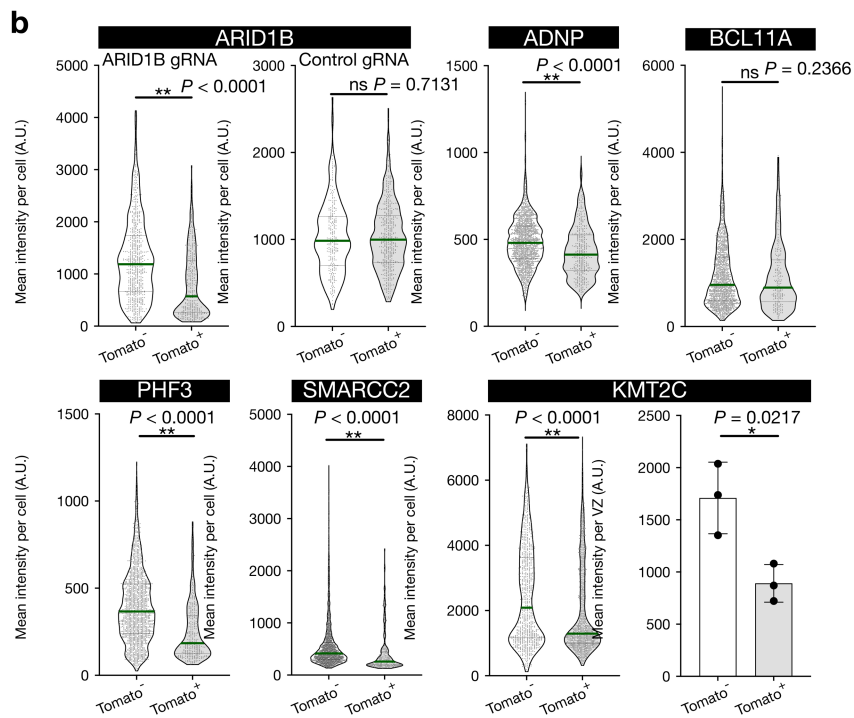 b
ARID1B
ARID1B gRNA
Mean intensity per cell (A.U.)
5000
4000
3000
2000
1000
0
** P < 0.0001
Tomato-
Tomato+
Control gRNA
Mean intensity per cell (A.U.)
3000
2000
1000
0
ns P = 0.7131
Tomato-
Tomato+
ADNP
Mean intensity per cell (A.U.)
1500
1000
500
0
P < 0.0001
**
Tomato-
Tomato+
BCL11A
Mean intensity per cell (A.U.)
6000
4000
2000
0
ns P = 0.2366
Tomato-
Tomato+
PHF3
Mean intensity per cell (A.U.)
1500
1000
500
0
P < 0.0001
**
Tomato-
Tomato+
SMARCC2
Mean intensity per cell (A.U.)
5000
4000
3000
2000
1000
0
P < 0.0001
**
Tomato-
Tomato+
KMT2C
Mean intensity per cell (A.U.)
8000
6000
4000
2000
0
P < 0.0001
**
Tomato-
Tomato+
Mean intensity per VZ (A.U.)
2500
2000
1500
1000
500
0
P = 0.0217
*
Tomato-
Tomato+